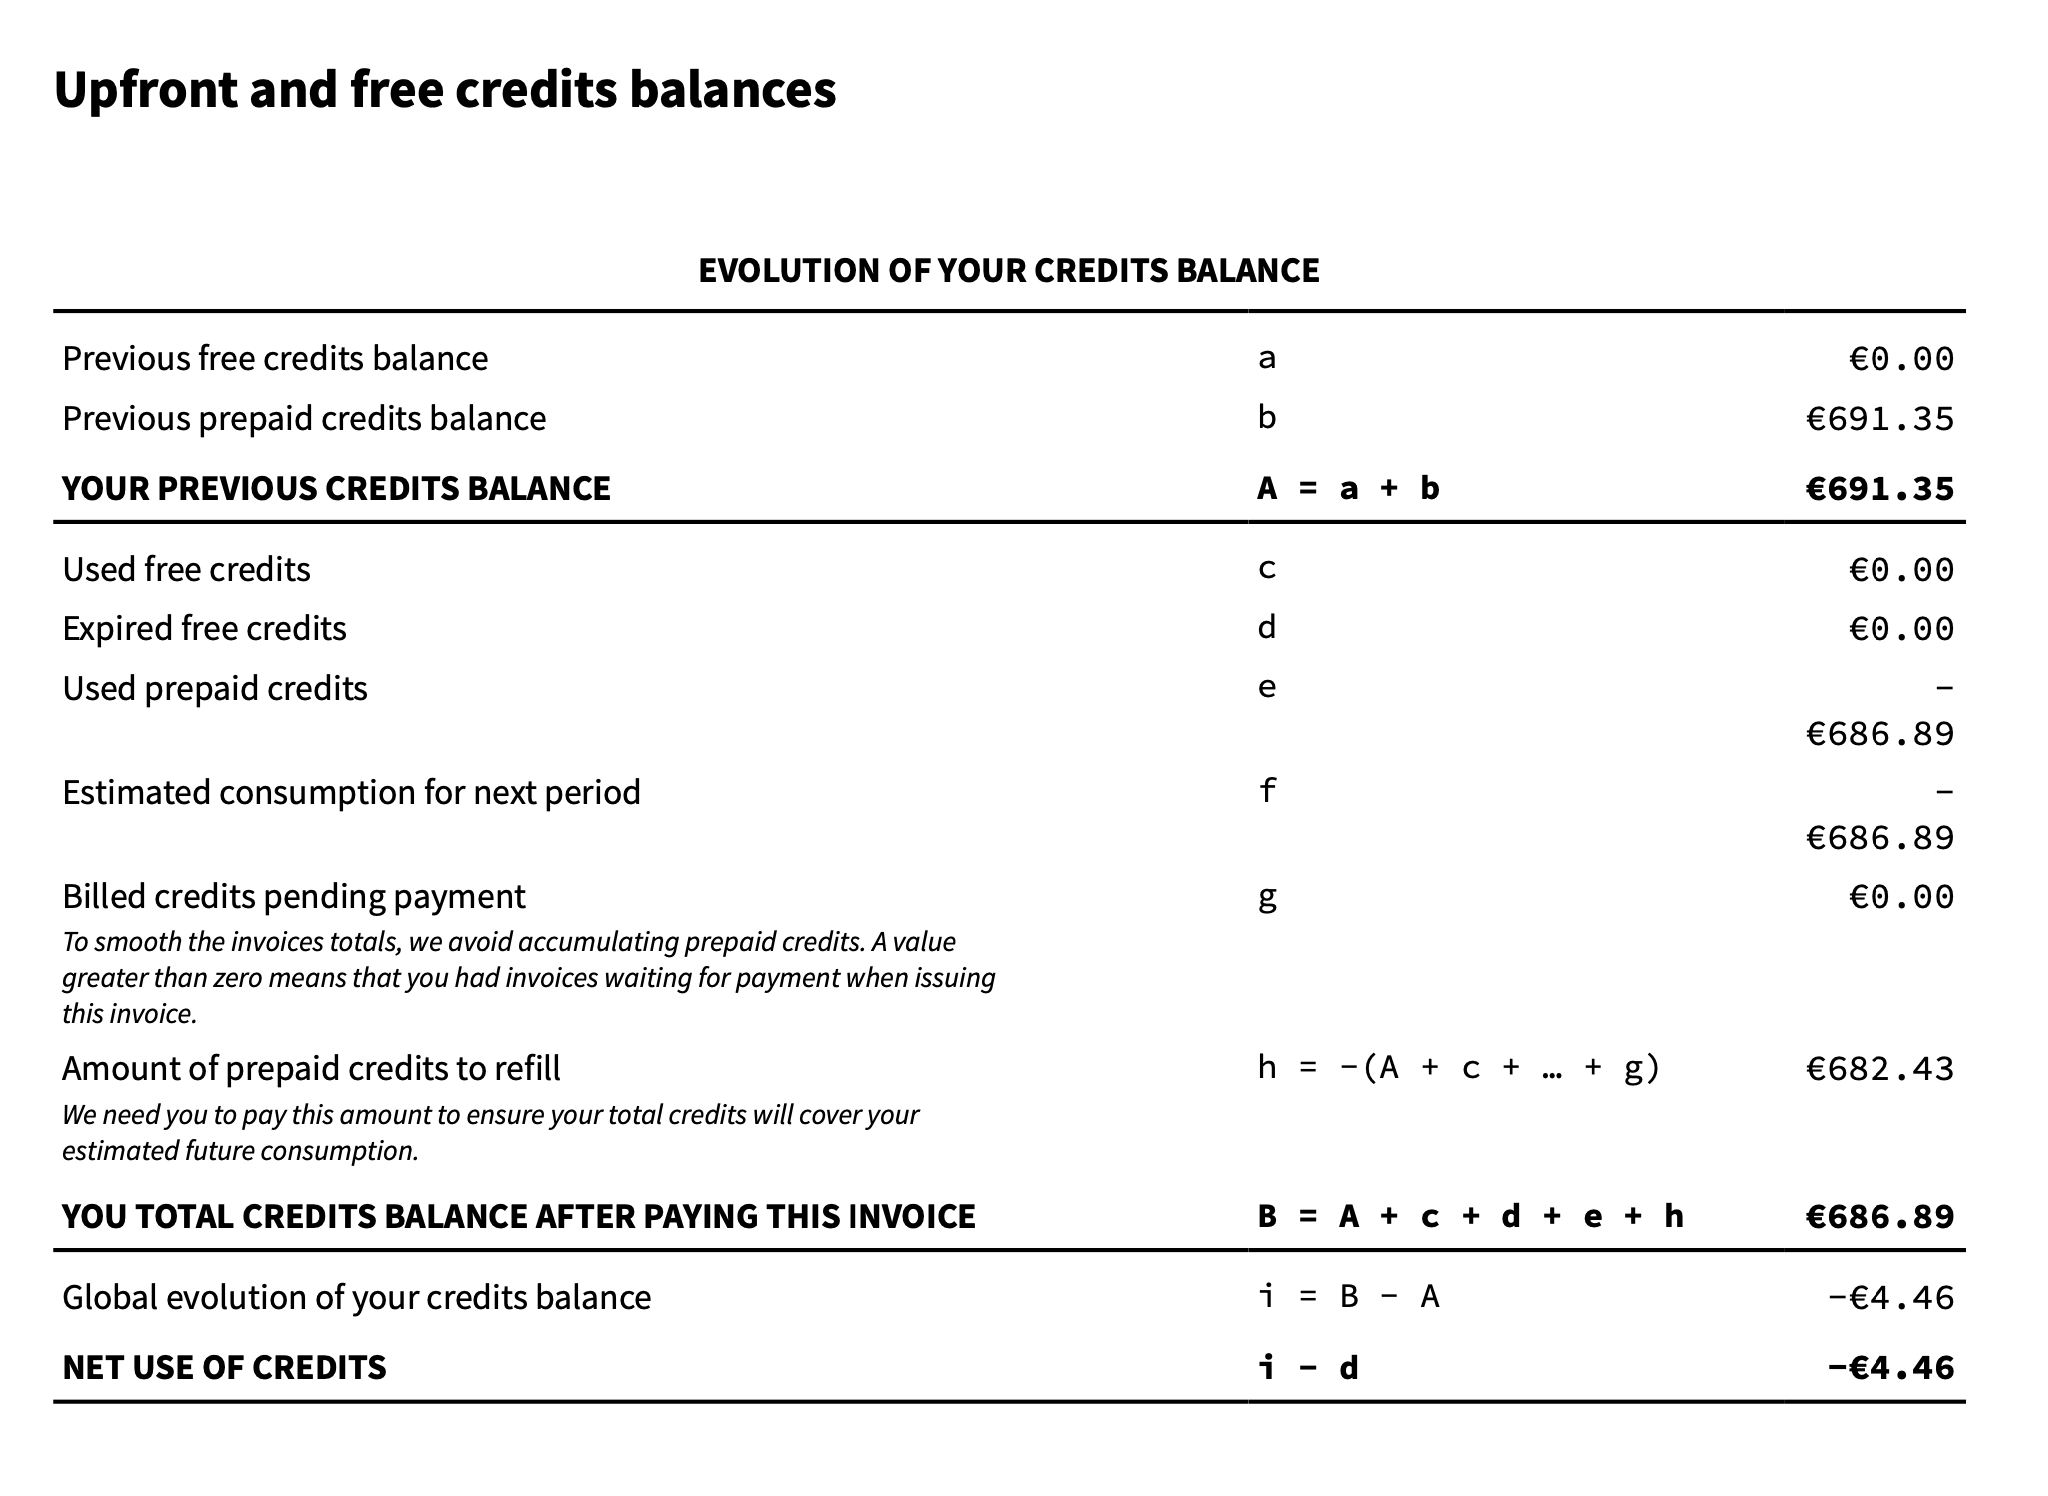 Upfront and free credits balances
EVOLUTION OF YOUR CREDITS BALANCE
Previous free credits balance a €0.00
Previous prepaid credits balance b €691.35
YOUR PREVIOUS CREDITS BALANCE A = a + b €691.35
Used free credits c €0.00
Expired free credits d €0.00
Used prepaid credits e −
€686.89
Estimated consumption for next period f −
€686.89
Billed credits pending payment g €0.00
To smooth the invoices totals, we avoid accumulating prepaid credits. A value
greater than zero means that you had invoices waiting for payment when issuing
this invoice.
Amount of prepaid credits to refill h = −(A + c + … + g) €682.43
We need you to pay this amount to ensure your total credits will cover your
estimated future consumption.
YOU TOTAL CREDITS BALANCE AFTER PAYING THIS INVOICE B = A + c + d + e + h €686.89
Global evolution of your credits balance i = B − A −€4.46
NET USE OF CREDITS i − d −€4.46